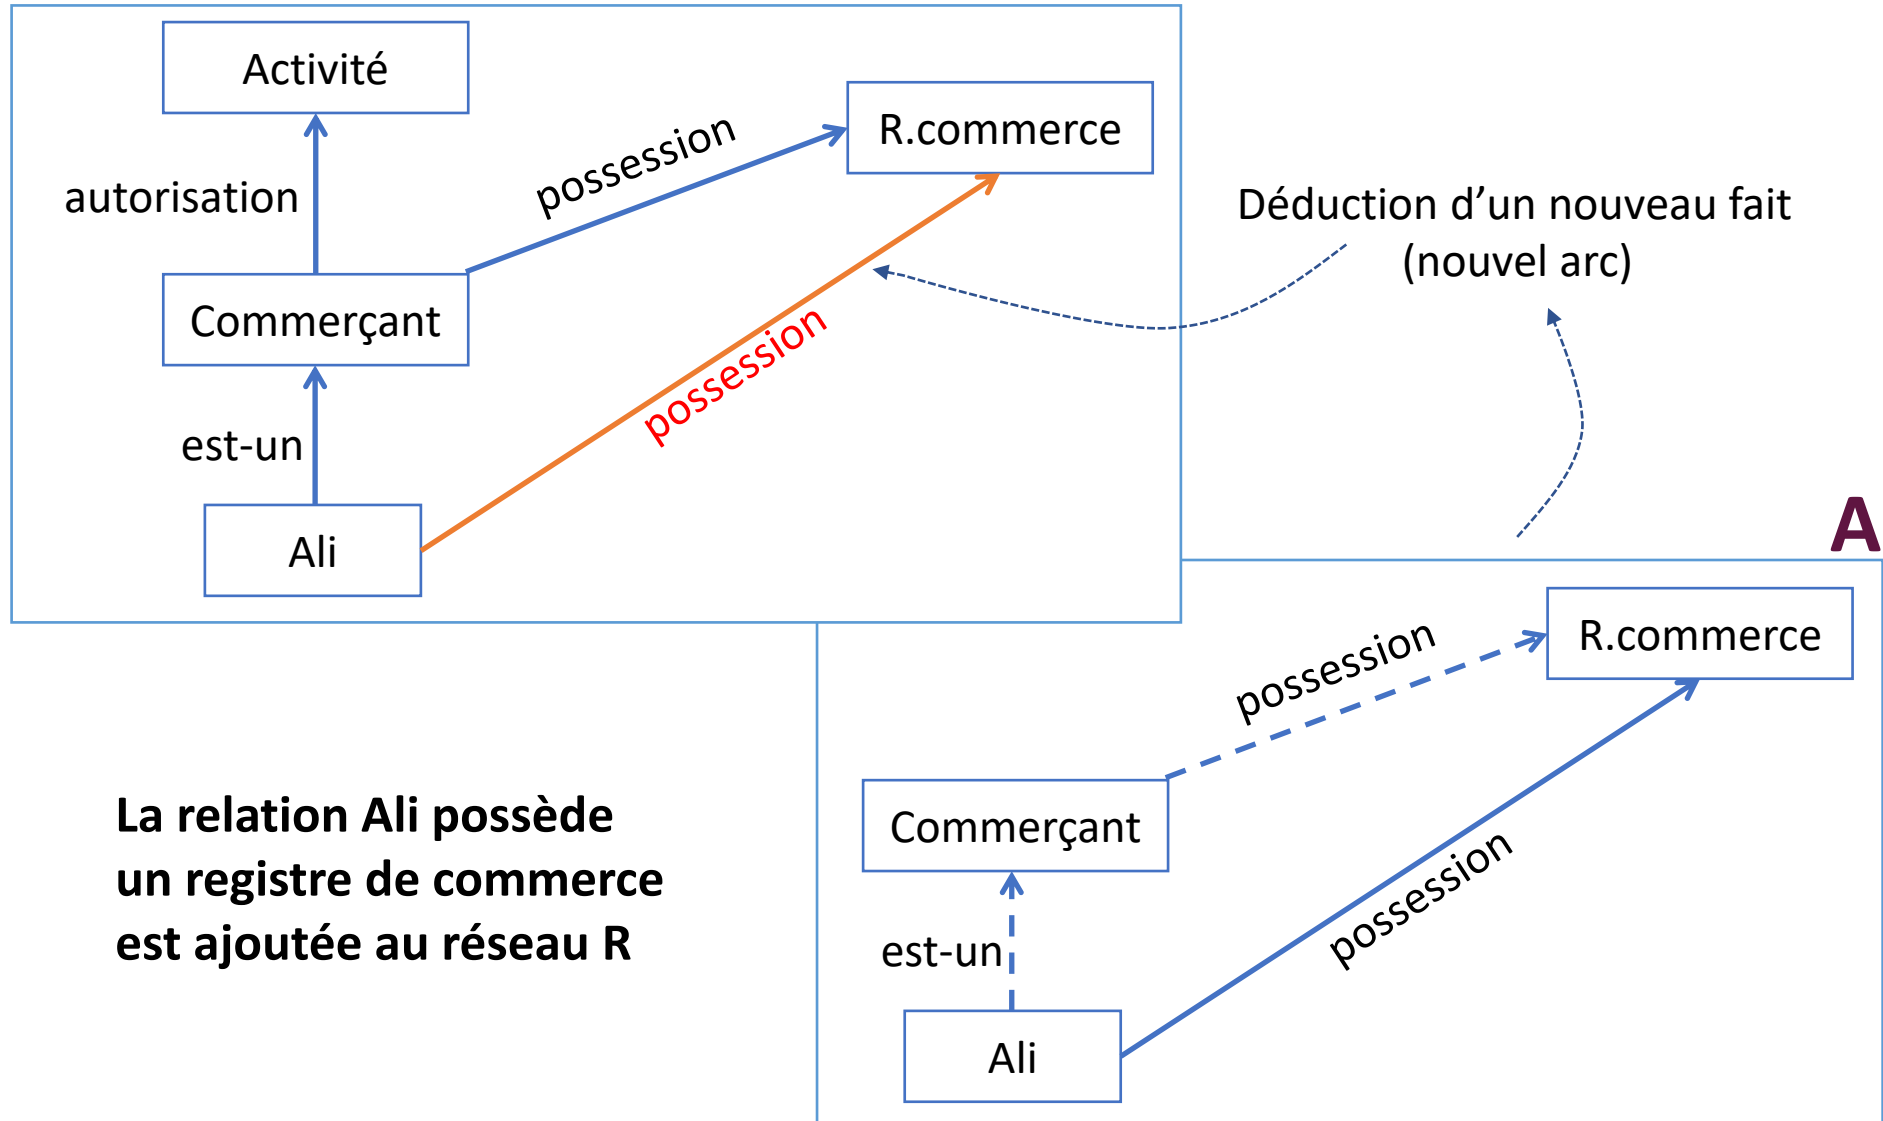 Activité
R.commerce
possession
autorisation
Déduction d’un nouveau fait
(nouvel arc)
Commerçant
possession
est-un
Ali
A
R.commerce
possession
Commerçant
possession
est-un
Ali
La relation Ali possède
un registre de commerce
est ajoutée au réseau R